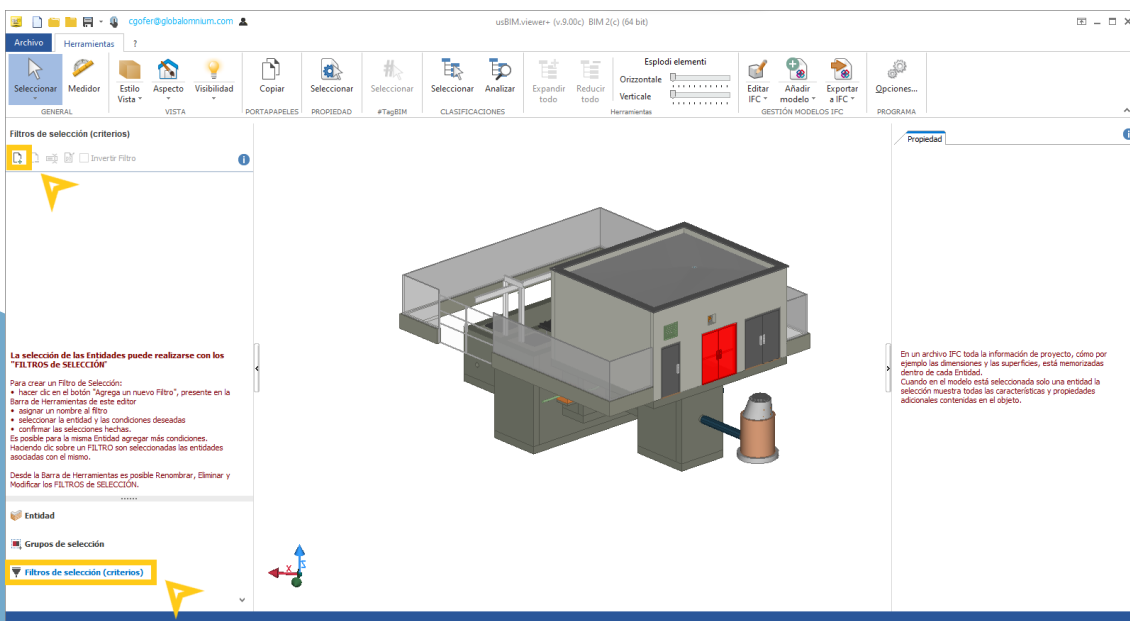 cgofer@globalomnium.com
usBIM.viewer+ (v.9.00c) BIM 2(c) (64 bit)
Archivo Herramientas ?
Esplodi elementi
Seleccionar Medidor Estilo Vista Aspecto Visibilidad Copiar Seleccionar Seleccionar Seleccionar Analizar Expandir todo Reducir todo Orizzontale Verticale Editar IFC Añadir modelo Exportar a IFC Opciones...
GENERAL VISTA PORTAPAPELES PROPIEDAD #TagBIM CLASIFICACIONES Herramientas GESTIÓN MODELOS IFC PROGRAMA
Filtros de selección (criterios)
Invertir Filtro
La selección de las Entidades puede realizarse con los
"FILTROS de SELECCIÓN"
Para crear un Filtro de Selección:
• hacer clic en el botón "Agrega un nuevo Filtro", presente en la
Barra de Herramientas de este editor
• asignar un nombre al filtro
• seleccionar la entidad y las condiciones deseadas
• confirmar las selecciones hechas.
Es posible para la misma Entidad agregar más condiciones.
Haciendo clic sobre un FILTRO son seleccionadas las entidades
asociadas con el mismo.
Desde la Barra de Herramientas es posible Renombrar, Eliminar y
Modificar los FILTROS de SELECCIÓN.
Entidad
Grupos de selección
Filtros de selección (criterios)
X
Z
Propiedad
En un archivo IFC toda la información de proyecto, cómo por
ejemplo las dimensiones y las superficies, está memorizadas
dentro de cada Entidad.
Cuando en el modelo está seleccionada solo una entidad la
selección muestra todas las características y propiedades
adicionales contenidas en el objeto.